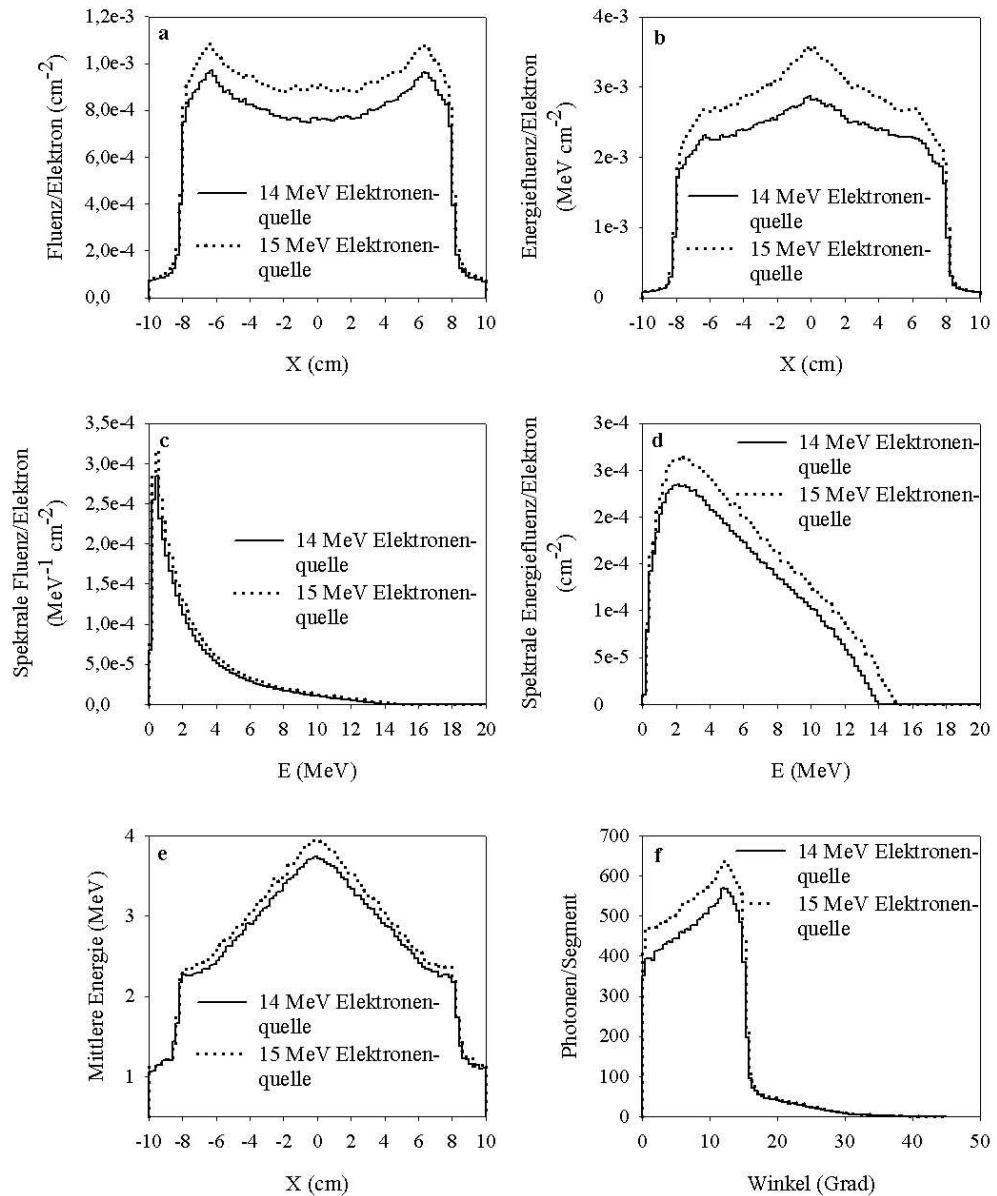 a
Fluenz/Elektron (cm-2)
1,2e-3
1,0e-3
8,0e-4
6,0e-4
4,0e-4
2,0e-4
0,0
14 MeV Elektronen-
quelle
15 MeV Elektronen-
quelle
-10 -8 -6 -4 -2 0 2 4 6 8 10
X (cm)
b
Energiefluenz/Elektron
(MeV cm-2)
4e-3
3e-3
2e-3
1e-3
0
14 MeV Elektronen-
quelle
15 MeV Elektronen-
quelle
-10 -8 -6 -4 -2 0 2 4 6 8 10
X (cm)
c
Spektrale Fluenz/Elektron
(MeV-1 cm-2)
3,5e-4
3,0e-4
2,5e-4
2,0e-4
1,5e-4
1,0e-4
5,0e-5
0,0
14 MeV Elektronen-
quelle
15 MeV Elektronen-
quelle
0 2 4 6 8 10 12 14 16 18 20
E (MeV)
d
Spektrale Energiefluenz/Elektron
(cm-2)
3e-4
3e-4
2e-4
2e-4
1e-4
5e-5
0
14 MeV Elektronen-
quelle
15 MeV Elektronen-
quelle
0 2 4 6 8 10 12 14 16 18 20
E (MeV)
e
Mittlere Energie (MeV)
4
3
2
1
14 MeV Elektronen-
quelle
15 MeV Elektronen-
quelle
-10 -8 -6 -4 -2 0 2 4 6 8 10
X (cm)
f
Photonen/Segment
700
600
500
400
300
200
100
0
14 MeV Elektronen-
quelle
15 MeV Elektronen-
quelle
0 10 20 30 40 50
Winkel (Grad)